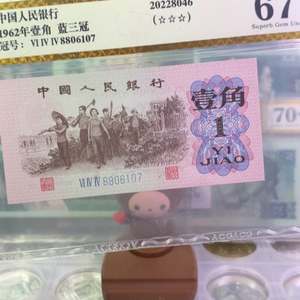 中国人民银行
1962年壹角 蓝三冠
冠号: VI IV IV 8806107
20228046
(☆☆☆)
67
Superb Gem Unc
中國人民銀行
壹角
1
YI
JIAO
VI IV IV 8806107
70